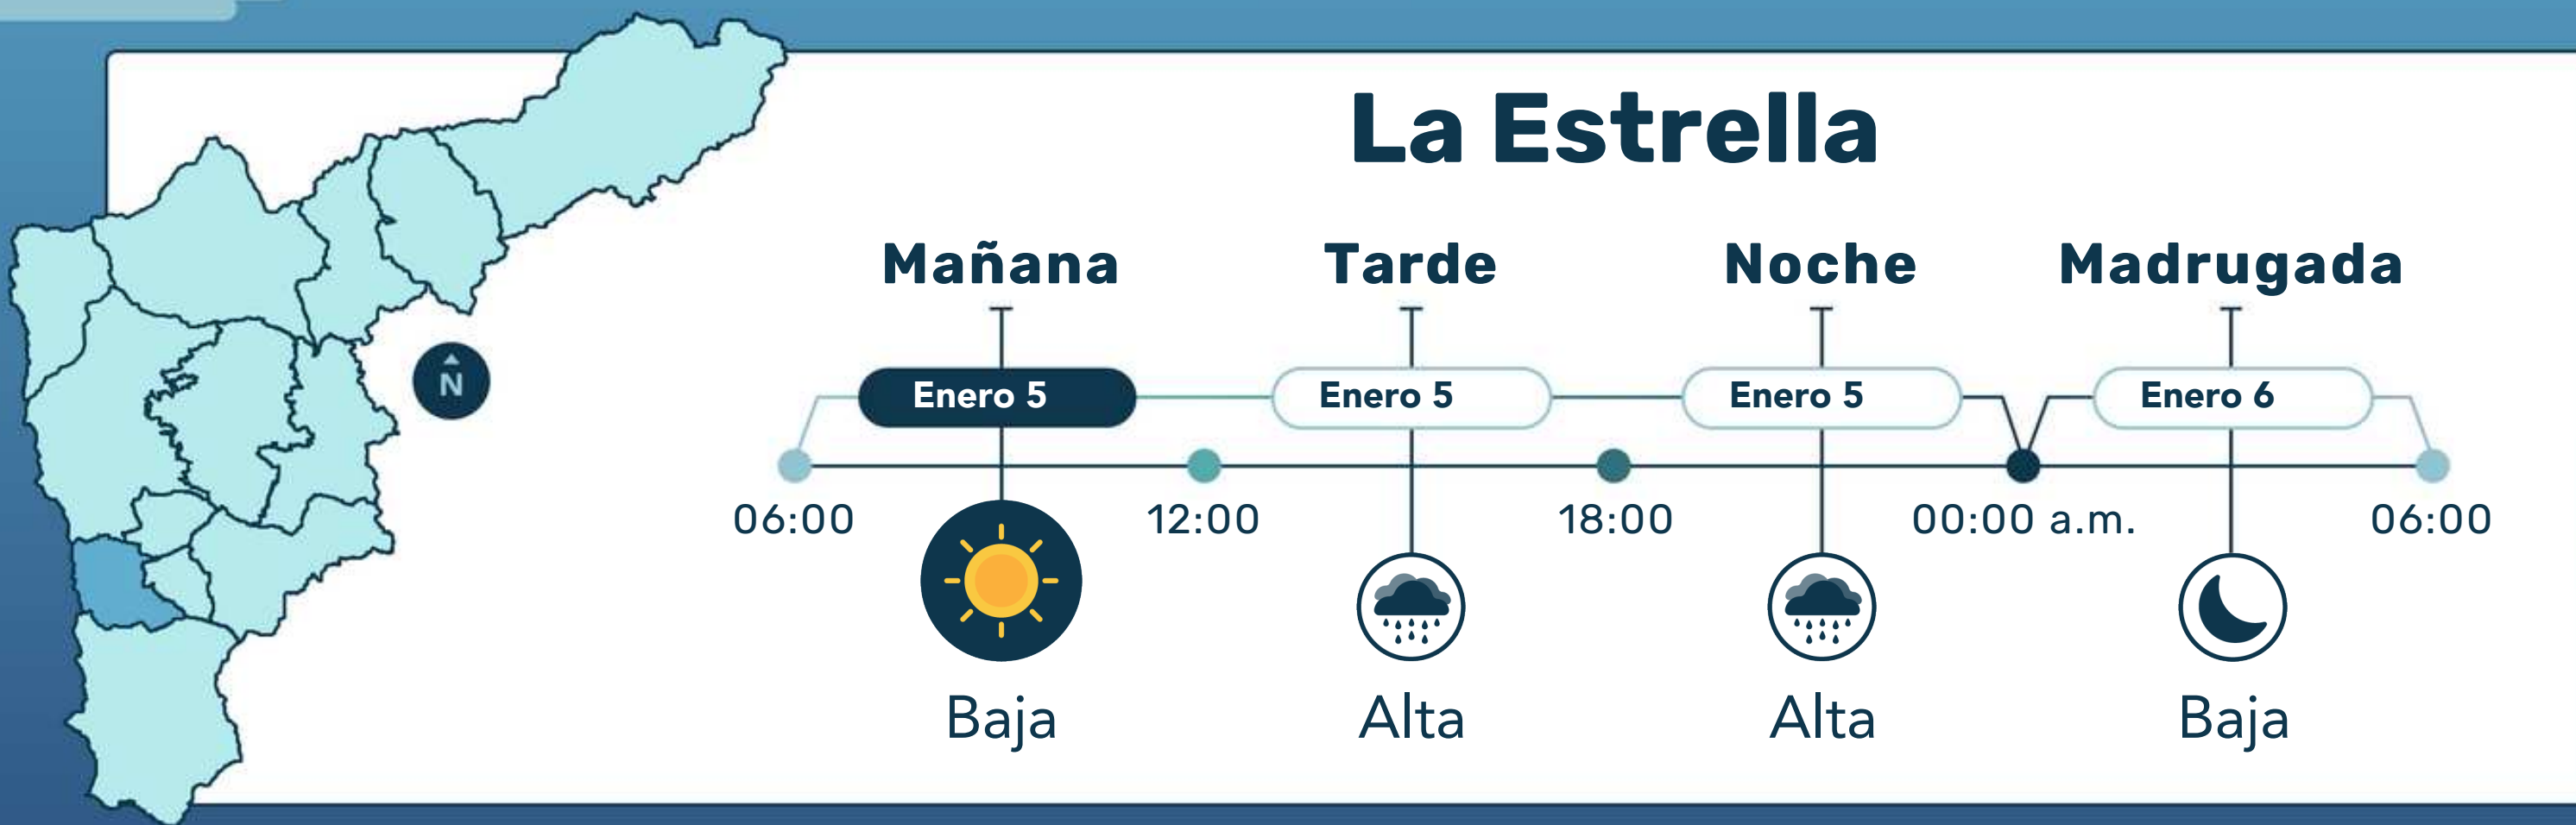 La Estrella
Mañana Tarde Noche Madrugada
N
Enero 5 Enero 5 Enero 5 Enero 6
06:00 12:00 18:00 00:00 a.m. 06:00
Baja Alta Alta Baja